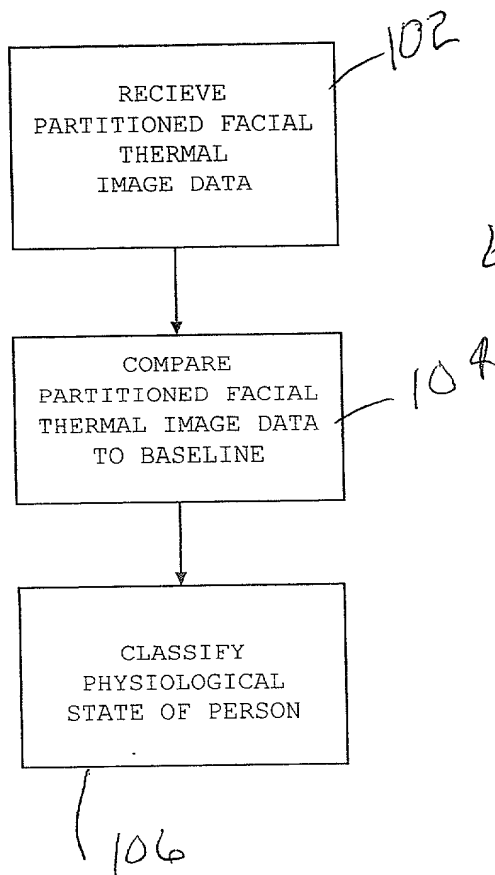 102
RECIEVE
PARTITIONED FACIAL
THERMAL
IMAGE DATA
COMPARE
PARTITIONED FACIAL
THERMAL IMAGE DATA
TO BASELINE
104
CLASSIFY
PHYSIOLOGICAL
STATE OF PERSON
106